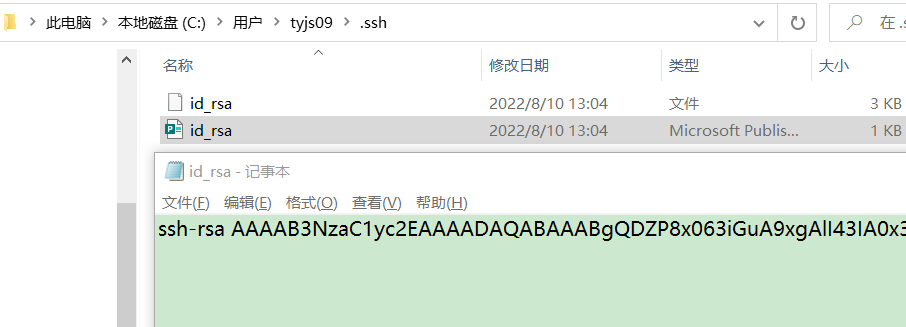 此电脑 > 本地磁盘 (C:) > 用户 > tyjs09 > .ssh
在 .s
名称 修改日期 类型 大小
id_rsa 2022/8/10 13:04 文件 3 KB
id_rsa 2022/8/10 13:04 Microsoft Publis... 1 KB
id_rsa - 记事本
文件(F) 编辑(E) 格式(O) 查看(V) 帮助(H)
ssh-rsa AAAAB3NzaC1yc2EAAAADAQABAAABgQDZP8x063iGuA9xgAlI43IA0x3